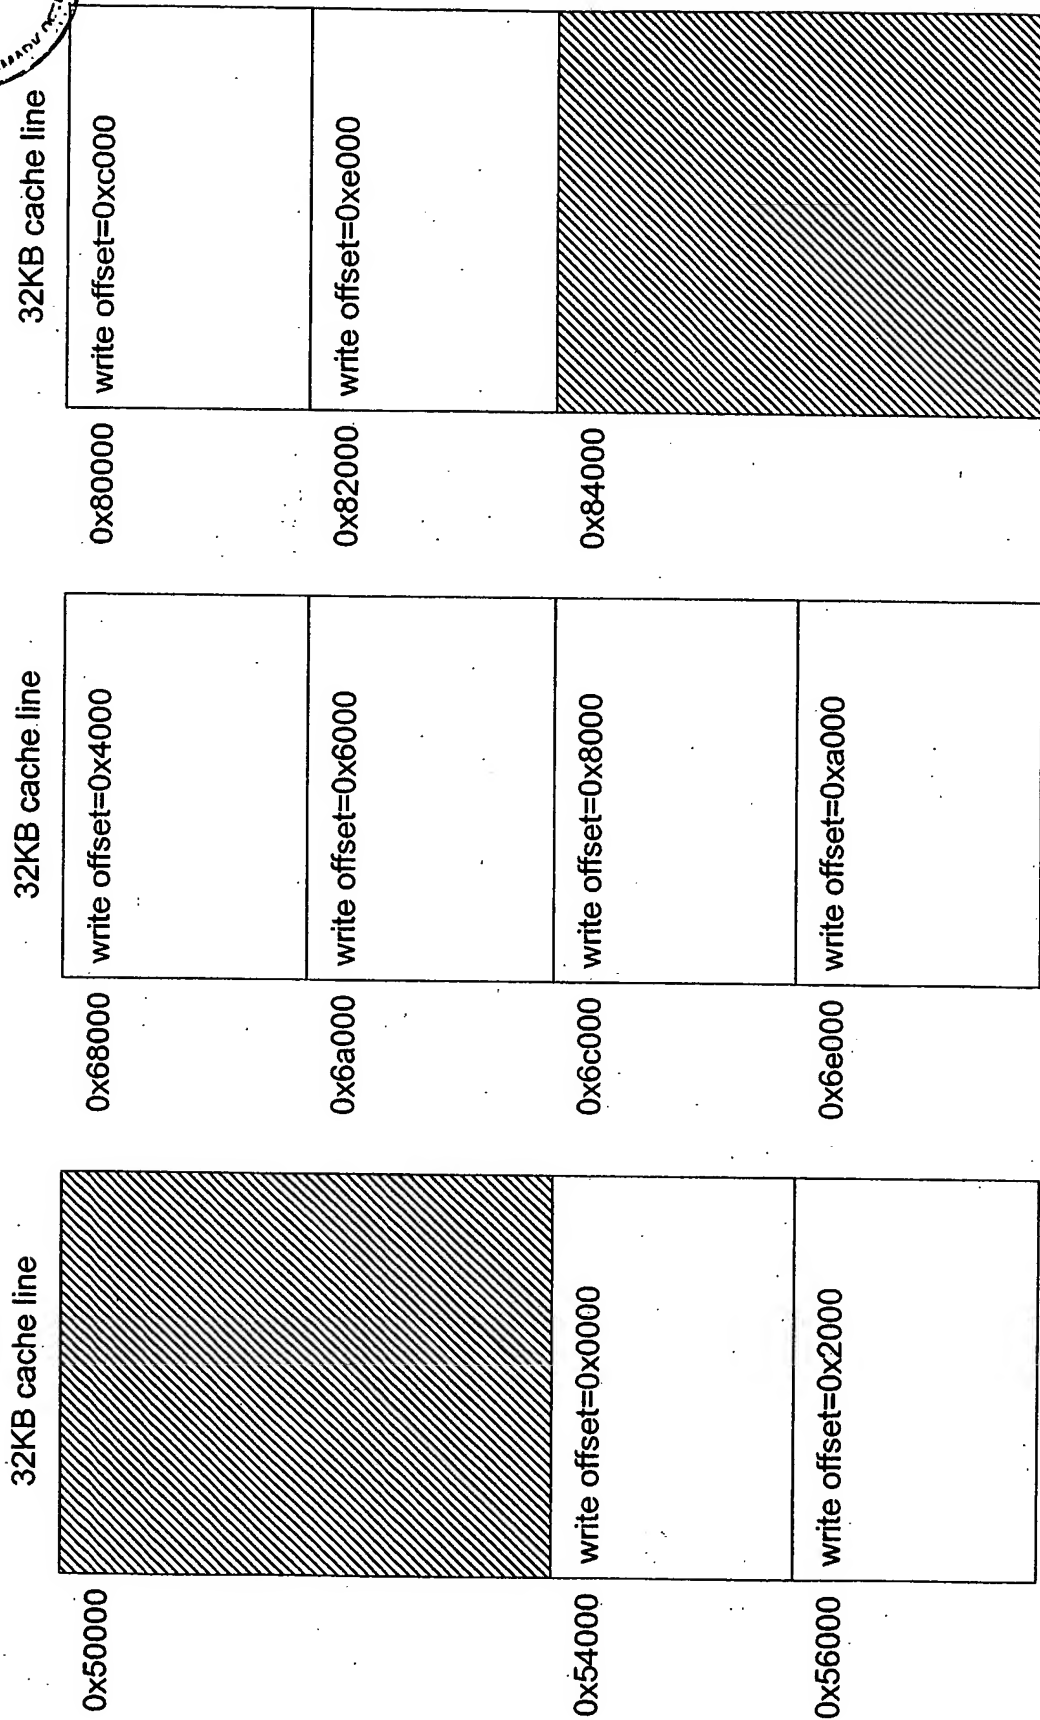 32KB cache line
0x50000
0x54000
write offset=0x0000
0x56000
write offset=0x2000
32KB cache line
0x68000
write offset=0x4000
0x6a000
write offset=0x6000
0x6c000
write offset=0x8000
0x6e000
write offset=0xa000
32KB cache line
0x80000
write offset=0xc000
0x82000
write offset=0xe000
0x84000